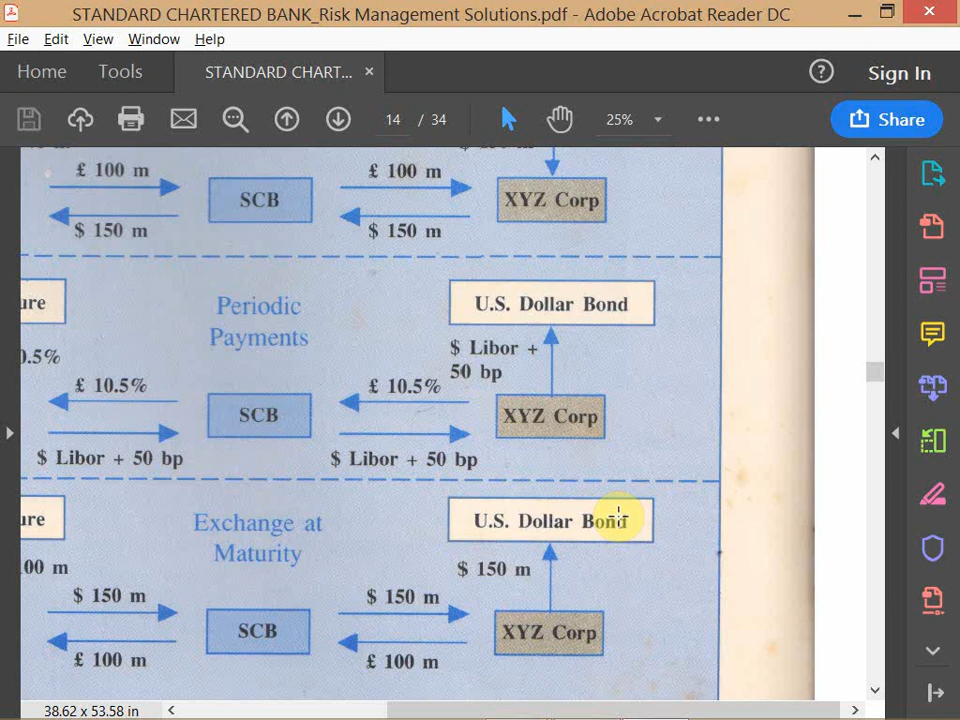 STANDARD CHARTERED BANK_Risk Management Solutions.pdf - Adobe Acrobat Reader DC
File Edit View Window Help
Home Tools STANDARD CHART... × Sign In
14 / 34 25% Share
£ 100 m £ 100 m
SCB XYZ Corp
$ 150 m $ 150 m
Periodic
Payments
U.S. Dollar Bond
$ Libor +
50 bp
£ 10.5% £ 10.5%
SCB XYZ Corp
$ Libor + 50 bp $ Libor + 50 bp
Exchange at
Maturity
U.S. Dollar Bond
$ 150 m
$ 150 m $ 150 m
SCB XYZ Corp
£ 100 m £ 100 m
38.62 x 53.58 in